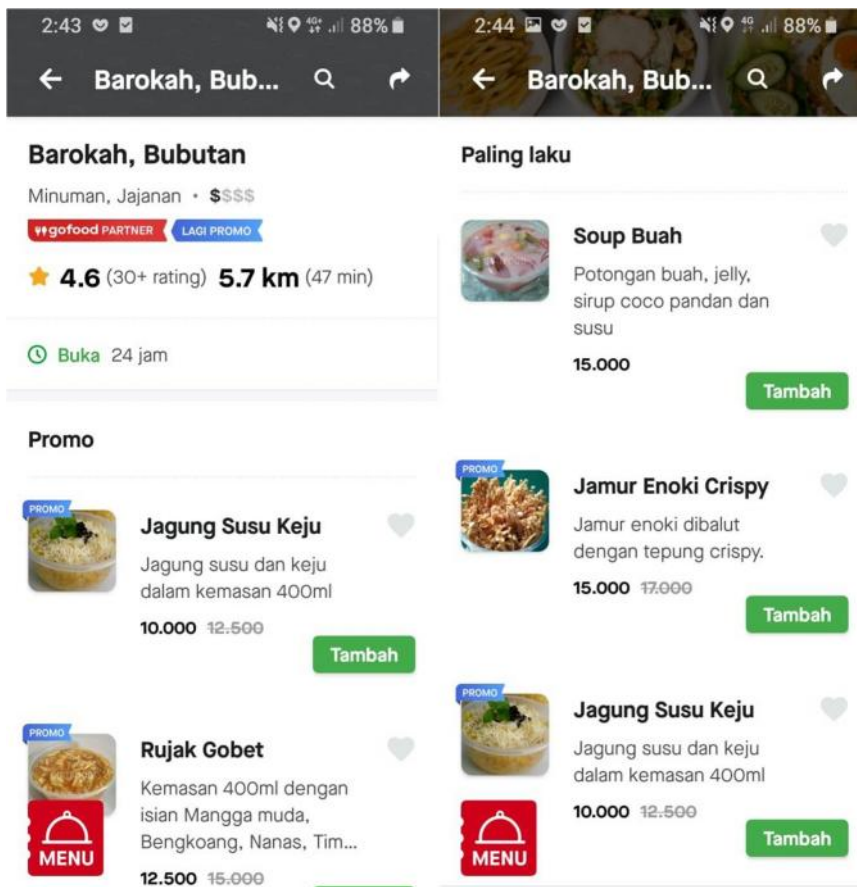 2:43 4G+ 88%
Barokah, Bub...
Barokah, Bubutan
Minuman, Jajanan • $$$$
gofood PARTNER LAGI PROMO
4.6 (30+ rating) 5.7 km (47 min)
Buka 24 jam
Promo
PROMO
Jagung Susu Keju
Jagung susu dan keju
dalam kemasan 400ml
10.000 12.500
Tambah
PROMO
Rujak Gobet
Kemasan 400ml dengan
isian Mangga muda,
Bengkoang, Nanas, Tim...
MENU
12.500 15.000
2:44 4G 88%
Barokah, Bub...
Paling laku
Soup Buah
Potongan buah, jelly,
sirup coco pandan dan
susu
15.000
Tambah
PROMO
Jamur Enoki Crispy
Jamur enoki dibalut
dengan tepung crispy.
15.000 17.000
Tambah
PROMO
Jagung Susu Keju
Jagung susu dan keju
dalam kemasan 400ml
10.000 12.500
MENU
Tambah